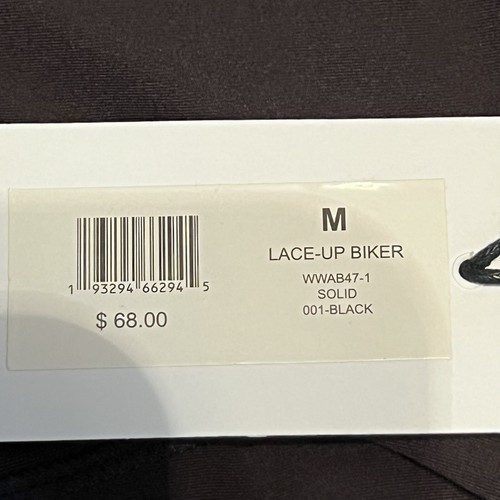 1 93294 66294 5
$ 68.00
M
LACE-UP BIKER
WWAB47-1
SOLID
001-BLACK